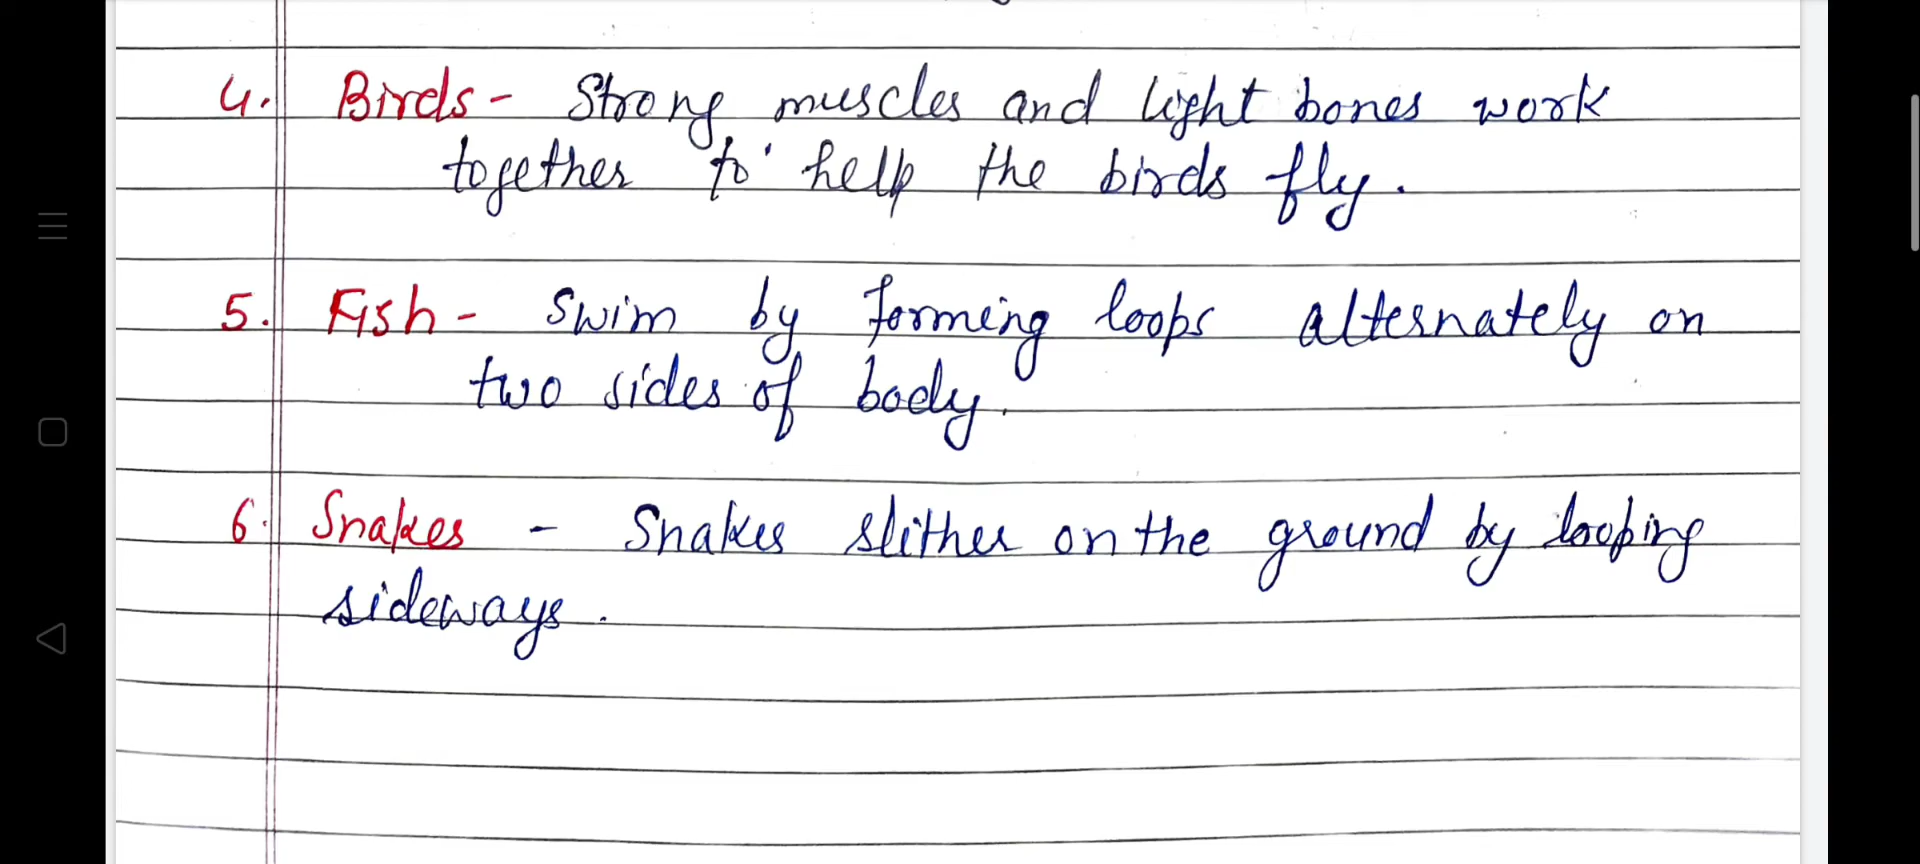 4. Birds - Strong muscles and light bones work
together to help the birds fly.
5. Fish - Swim by forming loops alternately on
two sides of body.
6. Snakes - Snakes slither on the ground by looping
sideways.